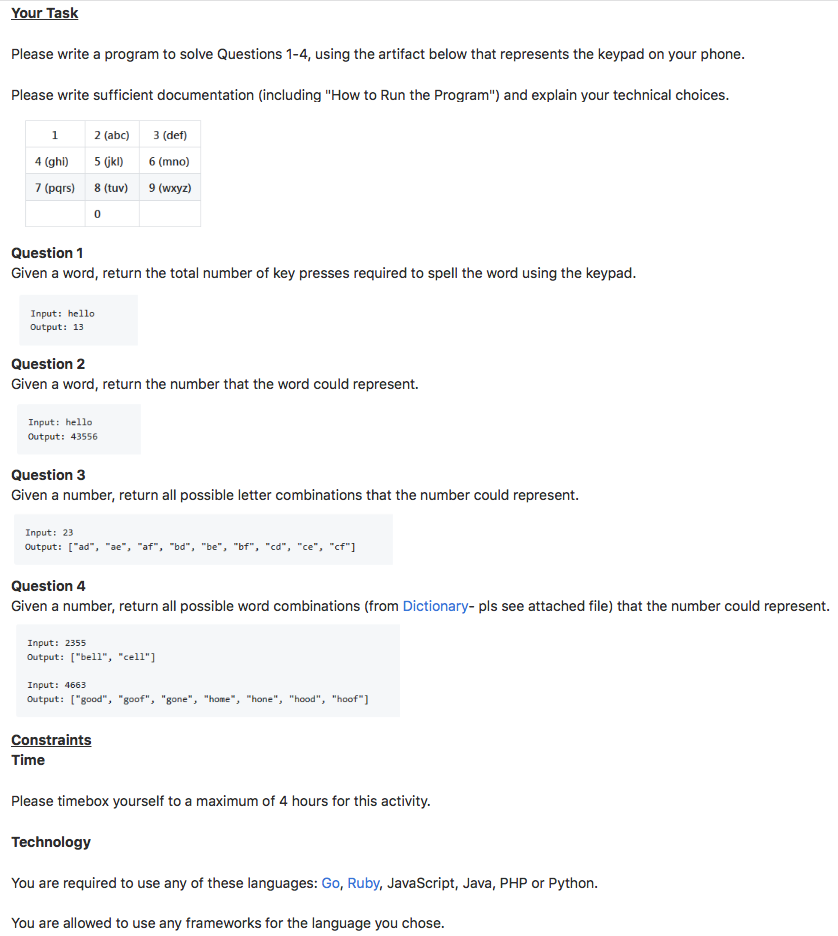 Your Task
Please write a program to solve Questions 1-4, using the artifact below that represents the keypad on your phone.
Please write sufficient documentation (including "How to Run the Program") and explain your technical choices.
1 2 (abc) 3 (def)
4 (ghi) 5 (jkl) 6 (mno)
7 (pqrs) 8 (tuv) 9 (wxyz)
0
Question 1
Given a word, return the total number of key presses required to spell the word using the keypad.
Input: hello
Output: 13
Question 2
Given a word, return the number that the word could represent.
Input: hello
Output: 43556
Question 3
Given a number, return all possible letter combinations that the number could represent.
Input: 23
Output: ["ad", "ae", "af", "bd", "be", "bf", "cd", "ce", "cf"]
Question 4
Given a number, return all possible word combinations (from Dictionary- pls see attached file) that the number could represent.
Input: 2355
Output: ["bell", "cell"]
Input: 4663
Output: ["good", "goof", "gone", "home", "hone", "hood", "hoof"]
Constraints
Time
Please timebox yourself to a maximum of 4 hours for this activity.
Technology
You are required to use any of these languages: Go, Ruby, JavaScript, Java, PHP or Python.
You are allowed to use any frameworks for the language you chose.